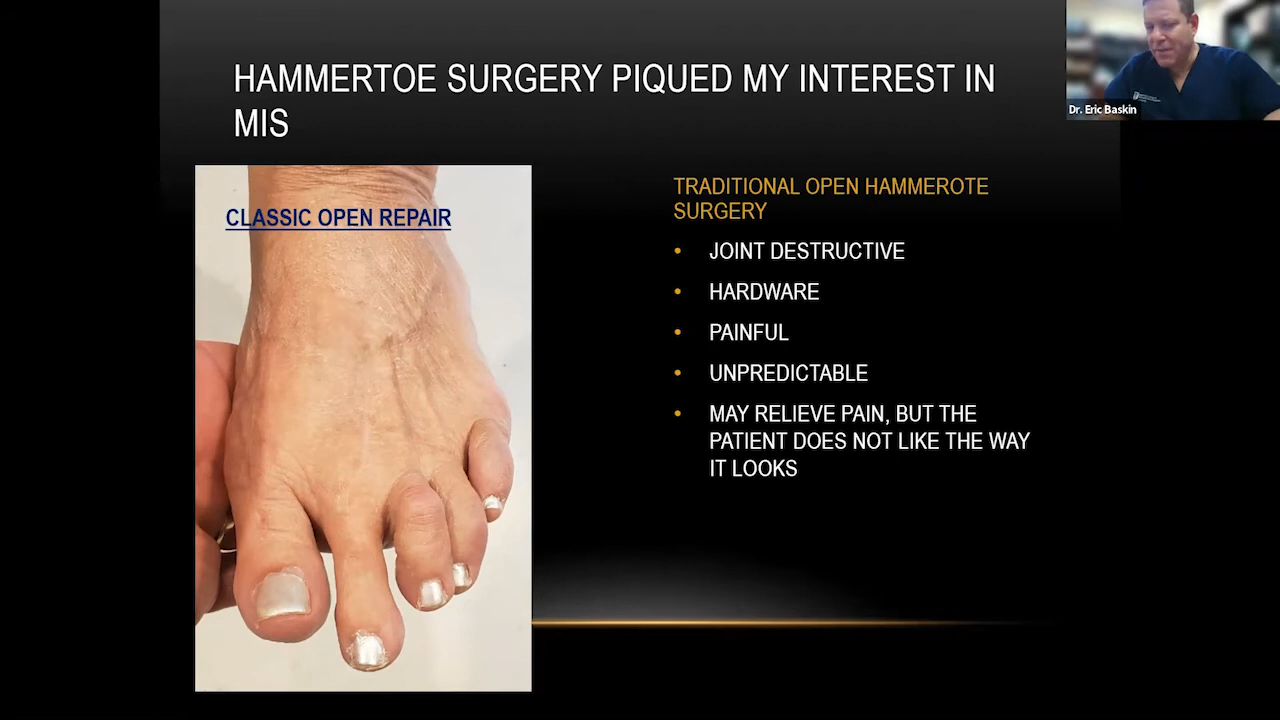 HAMMERTOE SURGERY PIQUED MY INTEREST IN
MIS
Dr. Eric Baskin
CLASSIC OPEN REPAIR
TRADITIONAL OPEN HAMMEROTE
SURGERY
• JOINT DESTRUCTIVE
• HARDWARE
• PAINFUL
• UNPREDICTABLE
• MAY RELIEVE PAIN, BUT THE
PATIENT DOES NOT LIKE THE WAY
IT LOOKS